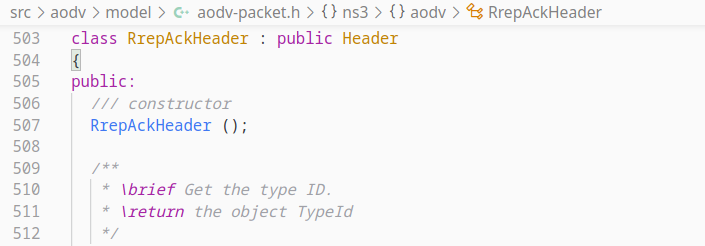 src > aodv > model > aodv-packet.h > {} ns3 > {} aodv > RrepAckHeader
503 class RrepAckHeader : public Header
504 {
505 public:
506 /// constructor
507 RrepAckHeader ();
508
509 /**
510 * \brief Get the type ID.
511 * \return the object TypeId
512 */